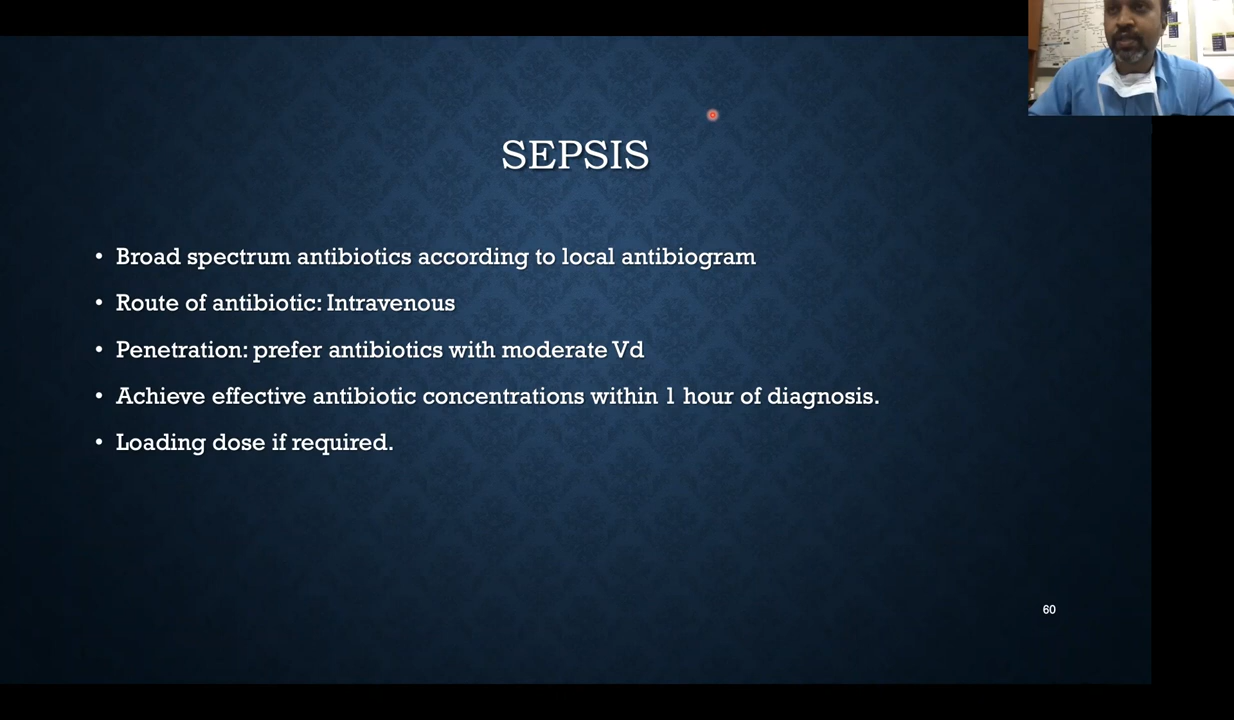 SEPSIS
• Broad spectrum antibiotics according to local antibiogram
• Route of antibiotic: Intravenous
• Penetration: prefer antibiotics with moderate Vd
• Achieve effective antibiotic concentrations within 1 hour of diagnosis.
• Loading dose if required.
60